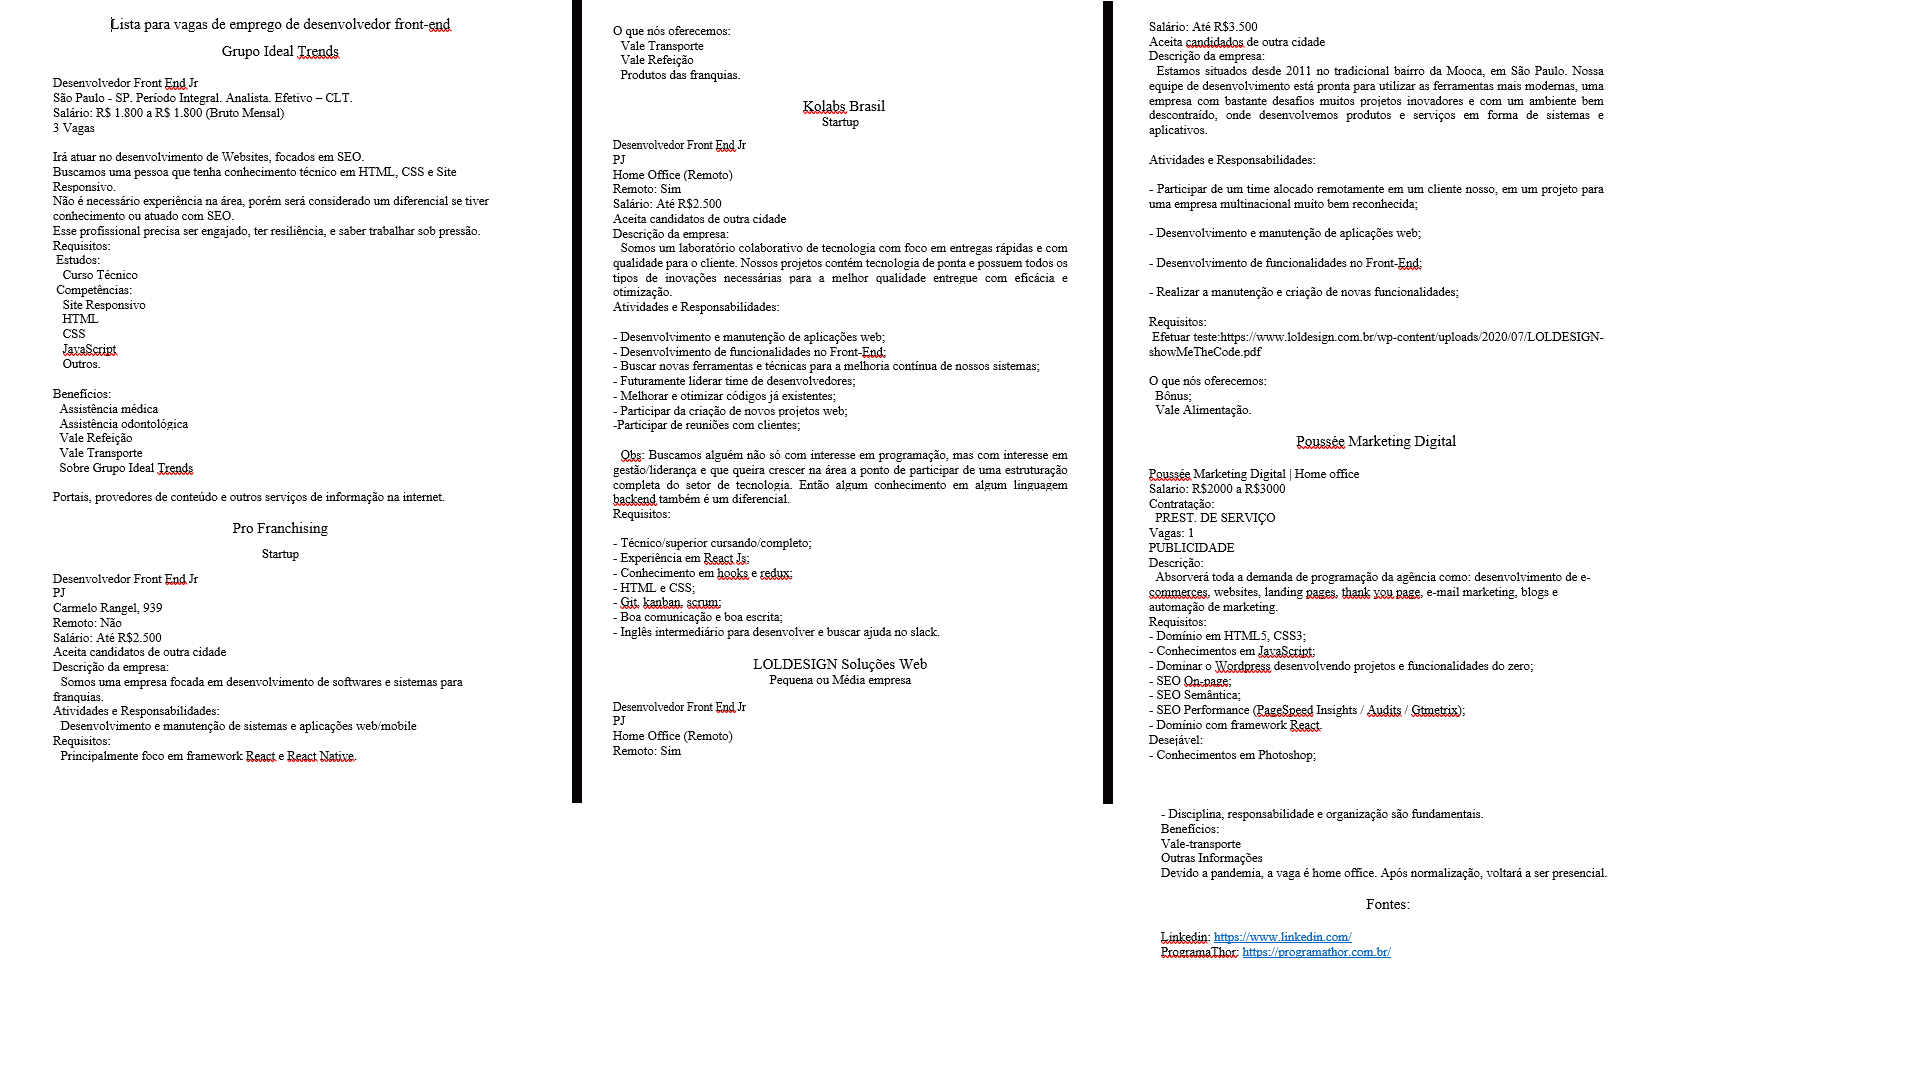 Lista para vagas de emprego de desenvolvedor front-end
Grupo Ideal Trends
Desenvolvedor Front End Jr
São Paulo - SP. Período Integral. Analista. Efetivo – CLT.
Salário: R$ 1.800 a R$ 1.800 (Bruto Mensal)
3 Vagas
Irá atuar no desenvolvimento de Websites, focados em SEO.
Buscamos uma pessoa que tenha conhecimento técnico em HTML, CSS e Site
Responsivo.
Não é necessário experiência na área, porém será considerado um diferencial se tiver
conhecimento ou atuado com SEO.
Esse profissional precisa ser engajado, ter resiliência, e saber trabalhar sob pressão.
Requisitos:
Estudos:
Curso Técnico
Competências:
Site Responsivo
HTML
CSS
JavaScript
Outros.
Benefícios:
Assistência médica
Assistência odontológica
Vale Refeição
Vale Transporte
Sobre Grupo Ideal Trends
Portais, provedores de conteúdo e outros serviços de informação na internet.
Pro Franchising
Startup
Desenvolvedor Front End Jr
PJ
Carmelo Rangel, 939
Remoto: Não
Salário: Até R$2.500
Aceita candidatos de outra cidade
Descrição da empresa:
Somos uma empresa focada em desenvolvimento de softwares e sistemas para
franquias.
Atividades e Responsabilidades:
Desenvolvimento e manutenção de sistemas e aplicações web/mobile
Requisitos:
Principalmente foco em framework React e React Native.
O que nós oferecemos:
Vale Transporte
Vale Refeição
Produtos das franquias.
Kolabs Brasil
Startup
Desenvolvedor Front End Jr
PJ
Home Office (Remoto)
Remoto: Sim
Salário: Até R$2.500
Aceita candidatos de outra cidade
Descrição da empresa:
Somos um laboratório colaborativo de tecnologia com foco em entregas rápidas e com
qualidade para o cliente. Nossos projetos contém tecnologia de ponta e possuem todos os
tipos de inovações necessárias para a melhor qualidade entregue com eficácia e
otimização.
Atividades e Responsabilidades:
- Desenvolvimento e manutenção de aplicações web;
- Desenvolvimento de funcionalidades no Front-End;
- Buscar novas ferramentas e técnicas para a melhoria contínua de nossos sistemas;
- Futuramente liderar time de desenvolvedores;
- Melhorar e otimizar códigos já existentes;
- Participar da criação de novos projetos web;
-Participar de reuniões com clientes;
Obs: Buscamos alguém não só com interesse em programação, mas com interesse em
gestão/liderança e que queira crescer na área a ponto de participar de uma estruturação
completa do setor de tecnologia. Então algum conhecimento em algum linguagem
backend também é um diferencial.
Requisitos:
- Técnico/superior cursando/completo;
- Experiência em React Js;
- Conhecimento em hooks e redux;
- HTML e CSS;
- Git, kanban, scrum;
- Boa comunicação e boa escrita;
- Inglês intermediário para desenvolver e buscar ajuda no slack.
LOLDESIGN Soluções Web
Pequena ou Média empresa
Desenvolvedor Front End Jr
PJ
Home Office (Remoto)
Remoto: Sim
Salário: Até R$3.500
Aceita candidados de outra cidade
Descrição da empresa:
Estamos situados desde 2011 no tradicional bairro da Mooca, em São Paulo. Nossa
equipe de desenvolvimento está pronta para utilizar as ferramentas mais modernas, uma
empresa com bastante desafios muitos projetos inovadores e com um ambiente bem
descontraído, onde desenvolvemos produtos e serviços em forma de sistemas e
aplicativos.
Atividades e Responsabilidades:
- Participar de um time alocado remotamente em um cliente nosso, em um projeto para
uma empresa multinacional muito bem reconhecida;
- Desenvolvimento e manutenção de aplicações web;
- Desenvolvimento de funcionalidades no Front-End;
- Realizar a manutenção e criação de novas funcionalidades;
Requisitos:
Efetuar teste:https://www.loldesign.com.br/wp-content/uploads/2020/07/LOLDESIGN-
showMeTheCode.pdf
O que nós oferecemos:
Bônus;
Vale Alimentação.
Poussée Marketing Digital
Poussée Marketing Digital | Home office
Salario: R$2000 a R$3000
Contratação:
PREST. DE SERVIÇO
Vagas: 1
PUBLICIDADE
Descrição:
Absorverá toda a demanda de programação da agência como: desenvolvimento de e-
commerces, websites, landing pages, thank you page, e-mail marketing, blogs e
automação de marketing.
Requisitos:
- Domínio em HTML5, CSS3;
- Conhecimentos em JavaScript;
- Dominar o Wordpress desenvolvendo projetos e funcionalidades do zero;
- SEO On-page;
- SEO Semântica;
- SEO Performance (PageSpeed Insights / Audits / Gtmetrix);
- Domínio com framework React.
Desejável:
- Conhecimentos em Photoshop;
- Disciplina, responsabilidade e organização são fundamentais.
Benefícios:
Vale-transporte
Outras Informações
Devido a pandemia, a vaga é home office. Após normalização, voltará a ser presencial.
Fontes:
Linkedin: https://www.linkedin.com/
ProgramaThor: https://programathor.com.br/